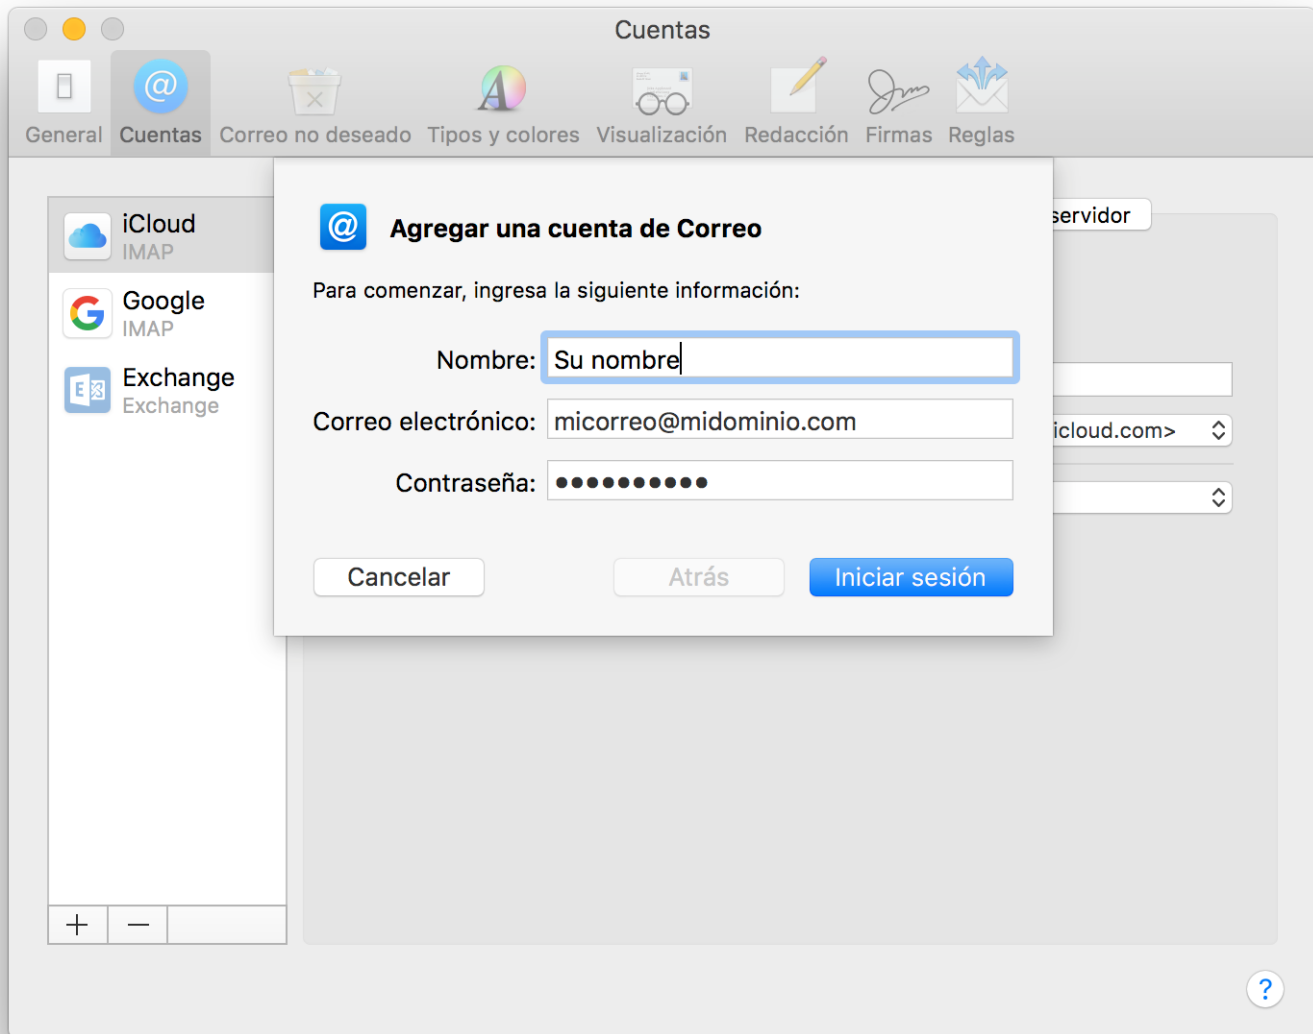 Cuentas
General Cuentas Correo no deseado Tipos y colores Visualización Redacción Firmas Reglas
iCloud
IMAP
Google
IMAP
Exchange
Exchange
Agregar una cuenta de Correo
Para comenzar, ingresa la siguiente información:
Nombre: Su nombre
Correo electrónico: micorreo@midominio.com
Contraseña: ●●●●●●●●●●
Cancelar Atrás Iniciar sesión
servidor
icloud.com>
+ −
?